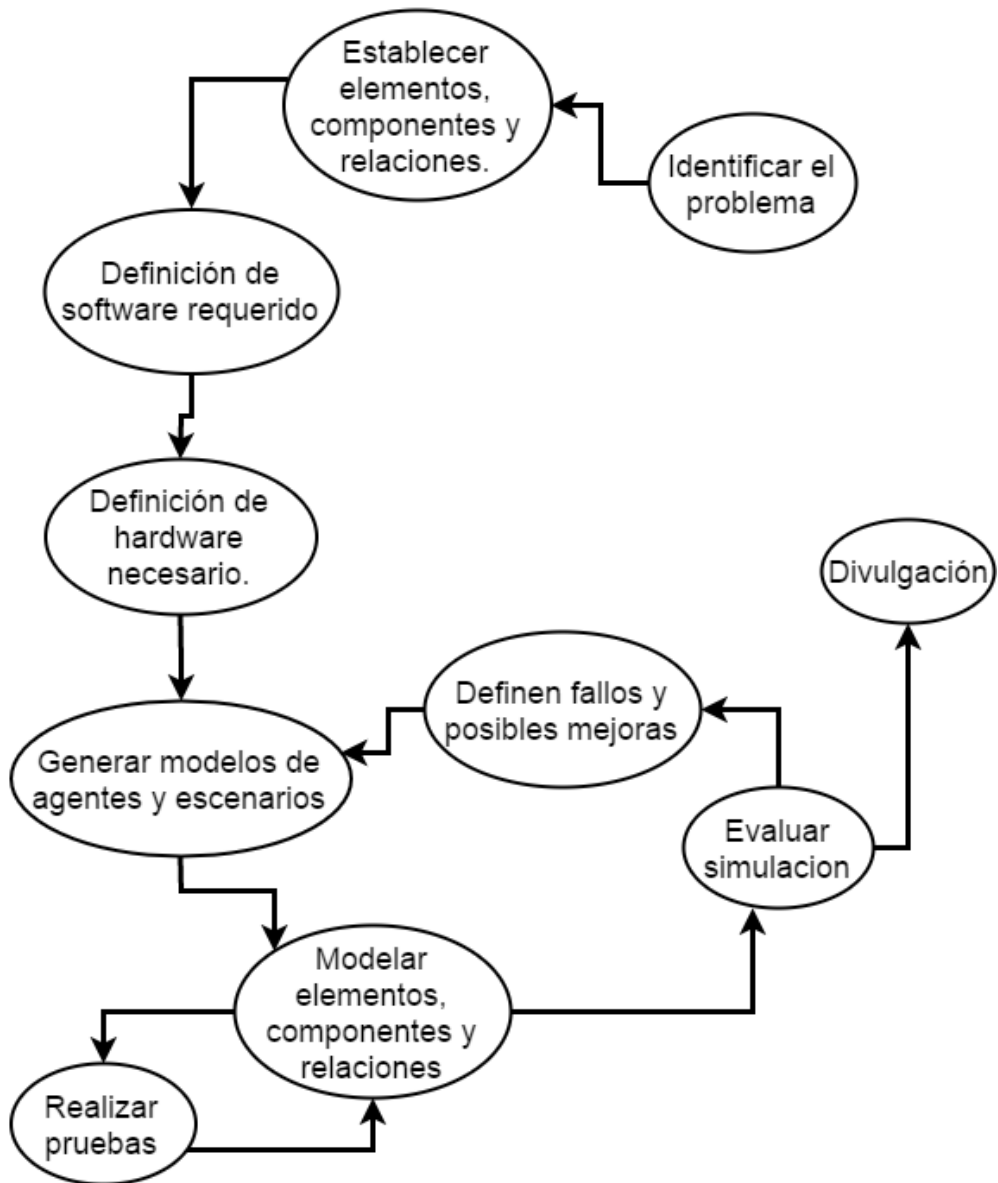 Establecer
elementos,
componentes y
relaciones.
Identificar el
problema
Definición de
software requerido
Definición de
hardware
necesario.
Divulgación
Definen fallos y
posibles mejoras
Generar modelos de
agentes y escenarios
Evaluar
simulacion
Modelar
elementos,
componentes y
relaciones
Realizar
pruebas